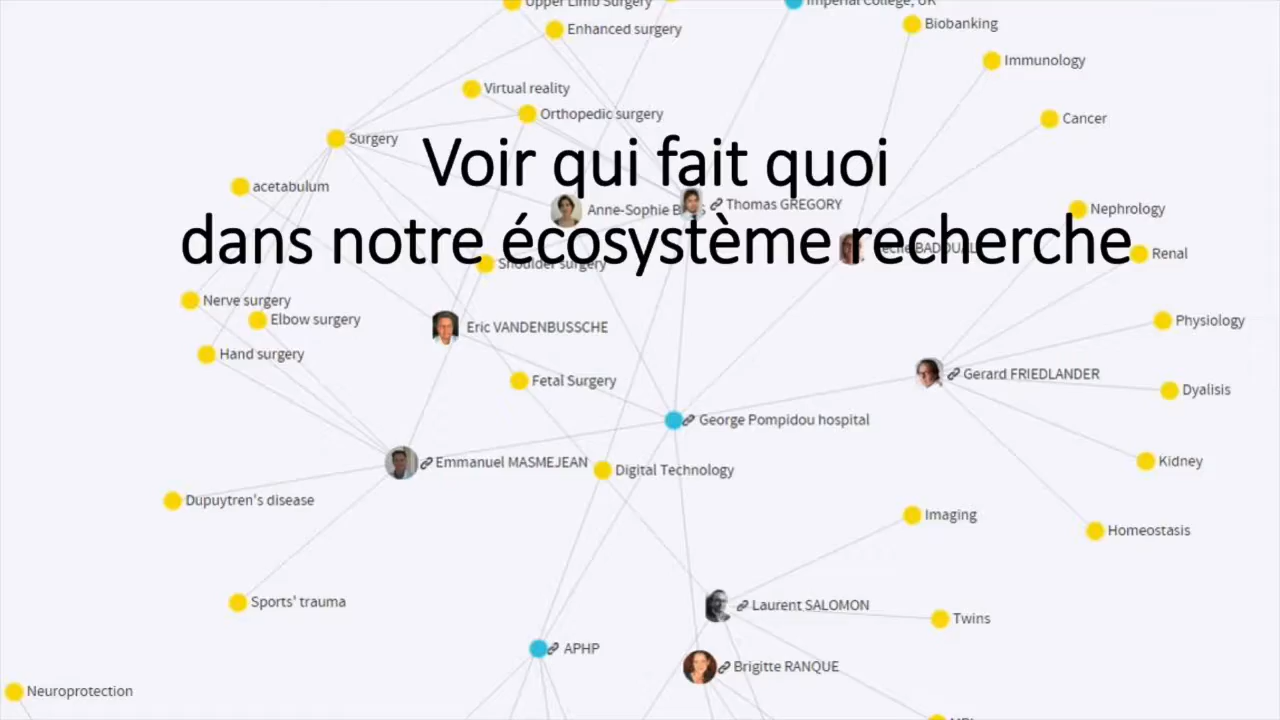 Upper Limb Surgery
Imperial College, UK
Enhanced surgery
Biobanking
Immunology
Virtual reality
Orthopedic surgery
Cancer
Surgery
Voir qui fait quoi
acetabulum
Anne-Sophie
Thomas GREGORY
Nephrology
dans notre écosystème recherche
Renal
Shoulder surgery
Nerve surgery
Elbow surgery
Physiology
Eric VANDENBUSSCHE
Hand surgery
Gerard FRIEDLANDER
Fetal Surgery
Dyalisis
George Pompidou hospital
Emmanuel MASMEJEAN
Digital Technology
Kidney
Dupuytren's disease
Imaging
Homeostasis
Sports' trauma
Laurent SALOMON
Twins
APHP
Brigitte RANQUE
Neuroprotection